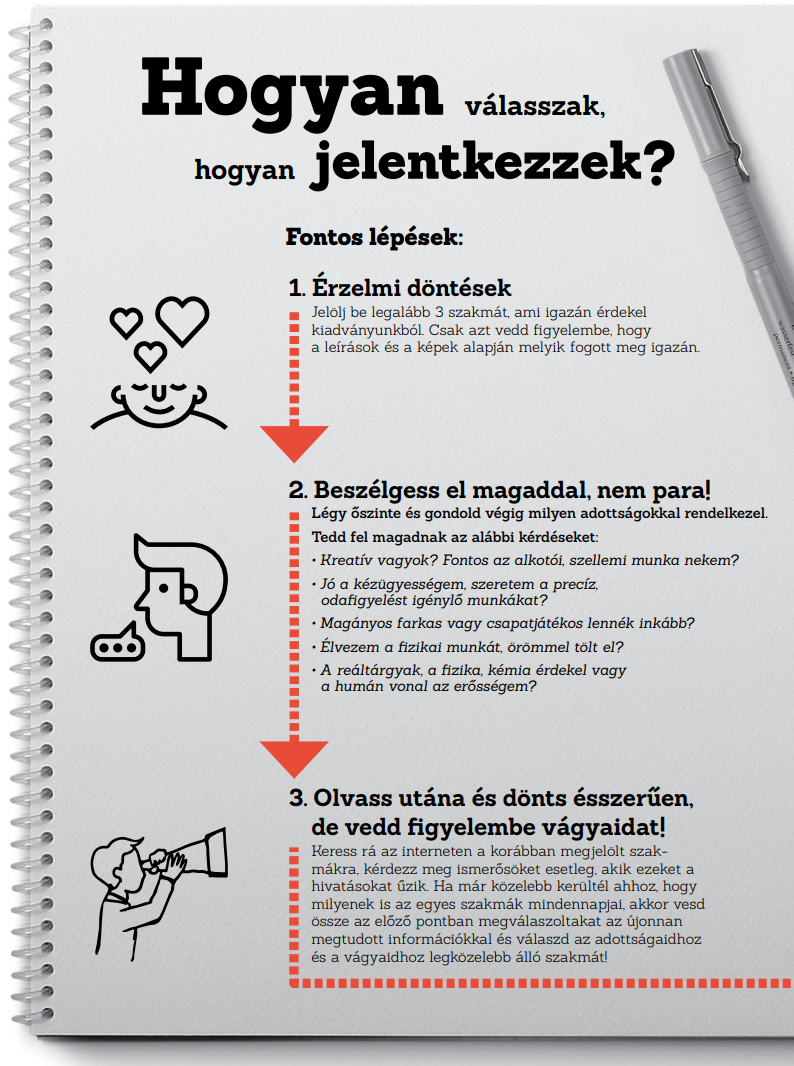 Hogyan válasszak,
hogyan jelentkezzek?
Fontos lépések:
1. Érzelmi döntések
Jelölj be legalább 3 szakmát, ami igazán érdekel
kiadványunkból. Csak azt vedd figyelembe, hogy
a leírások és a képek alapján melyik fogott meg igazán.
2. Beszélgess el magaddal, nem para!
Légy őszinte és gondold végig milyen adottságokkal rendelkezel.
Tedd fel magadnak az alábbi kérdéseket:
• Kreatív vagyok? Fontos az alkotói, szellemi munka nekem?
• Jó a kézügyességem, szeretem a precíz,
odafigyelést igénylő munkákat?
• Magányos farkas vagy csapatjátékos lennék inkább?
• Élvezem a fizikai munkát, örömmel tölt el?
• A reáltárgyak, a fizika, kémia érdekel vagy
a humán vonal az erősségem?
3. Olvass utána és dönts ésszerűen,
de vedd figyelembe vágyaidat!
Keress rá az interneten a korábban megjelölt szak-
mákra, kérdezz meg ismerősöket esetleg, akik ezeket a
hivatásokat űzik. Ha már közelebb kerültél ahhoz, hogy
milyenek is az egyes szakmák mindennapjai, akkor vesd
össze az előző pontban megválaszoltakat az újonnan
megtudott információkkal és válaszd az adottságaidhoz
és a vágyaidhoz legközelebb álló szakmát!
permanent